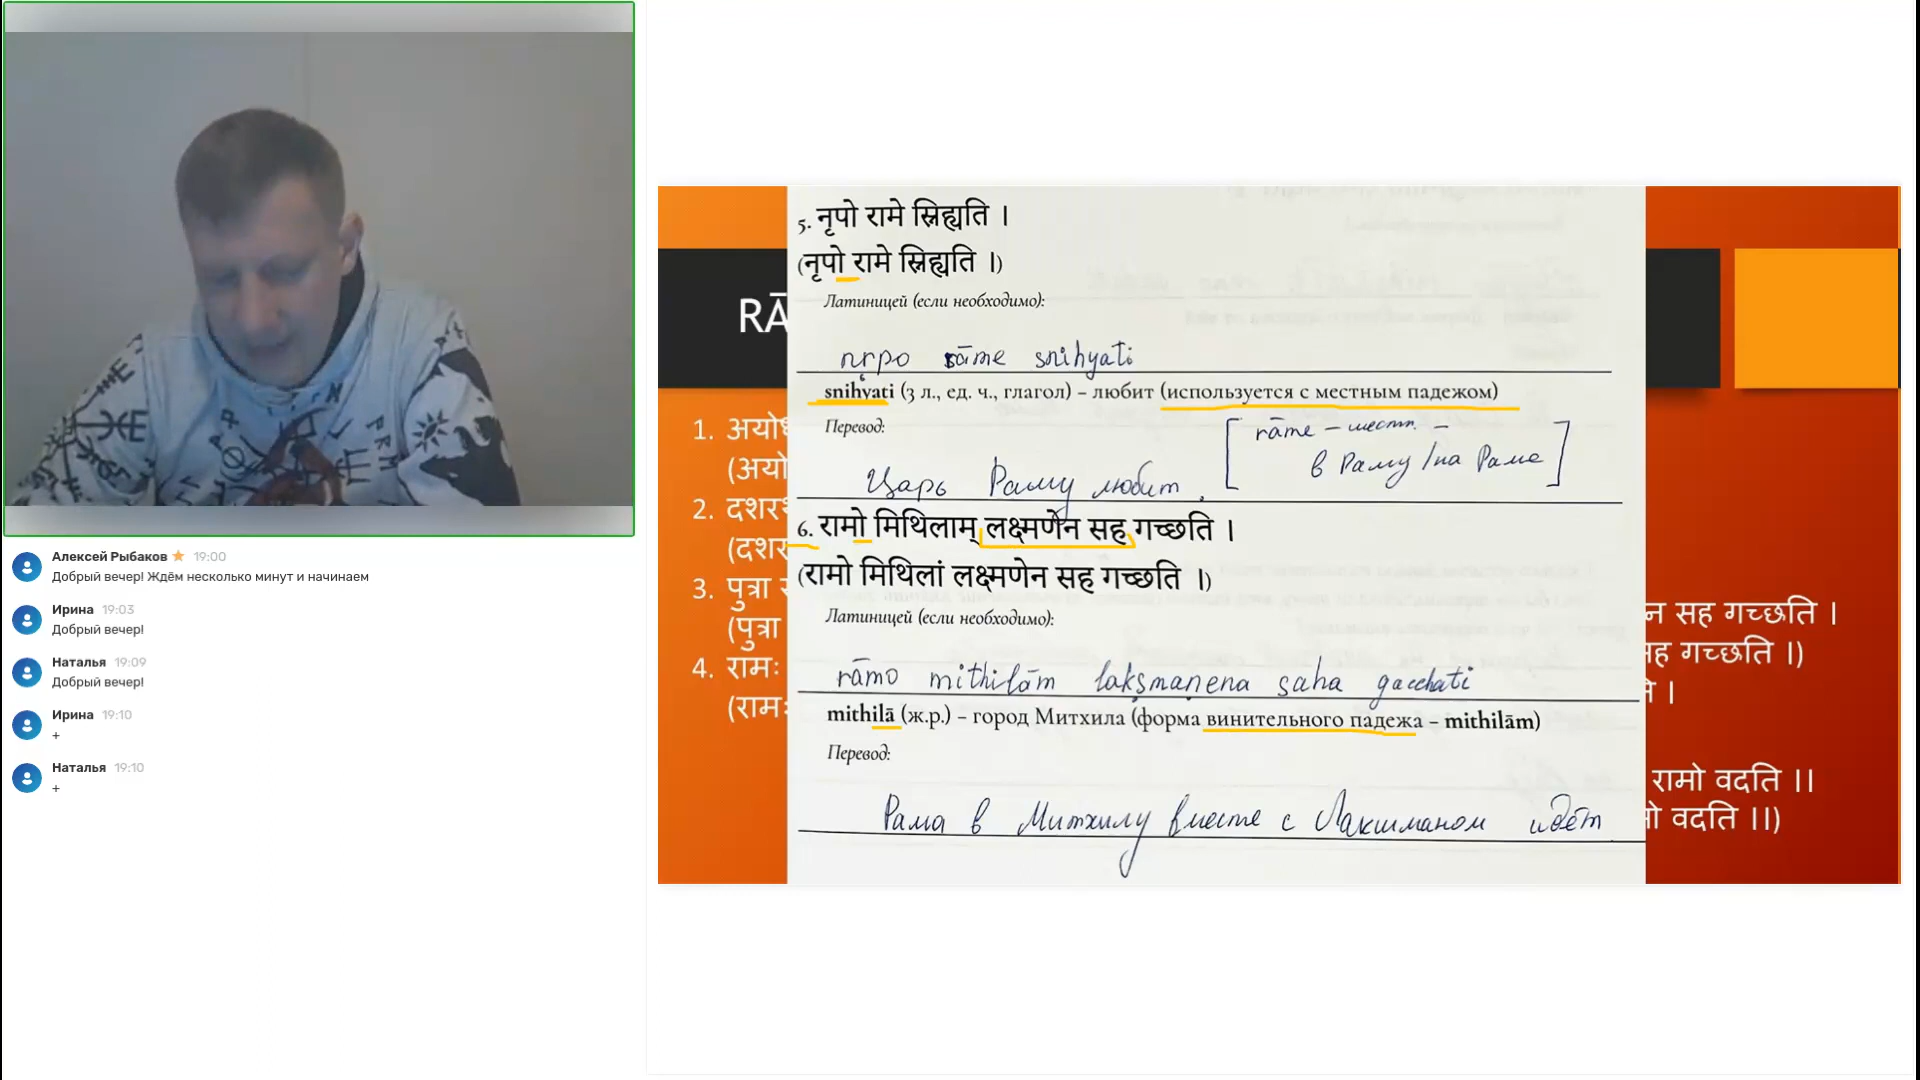 Алексей Рыбаков 19:00
Добрый вечер! Ждём несколько минут и начинаем
Ирина 19:03
Добрый вечер!
Наталья 19:09
Добрый вечер!
Ирина 19:10
+
Наталья 19:10
+
RĀ
1. अयोध
(अयो
2. दशरथ
(दशर
3. पुत्रा
(पुत्रा
4. रामः
(रामः
5. नृपो रामे स्निह्यति ।
(नृपो रामे स्निह्यति ।)
Латиницей (если необходимо):
nṛpo rāme snihyati
snihyati (3 л., ед. ч., глагол) – любит (используется с местным падежом)
Перевод:
[ rāme – местн. –
в Раму / на Раме ]
Царь Раму любит.
6. रामो मिथिलाम् लक्ष्मणेन सह गच्छति ।
(रामो मिथिलां लक्ष्मणेन सह गच्छति ।)
Латиницей (если необходимо):
rāmo mithilām lakṣmaṇena saha gacchati
mithilā (ж.р.) – город Митхила (форма винительного падежа – mithilām)
Перевод:
Рама в Митхилу вместе с Лакшманом идёт
न सह गच्छति ।
सह गच्छति ।)
रामो वदति ।।
मो वदति ।।)